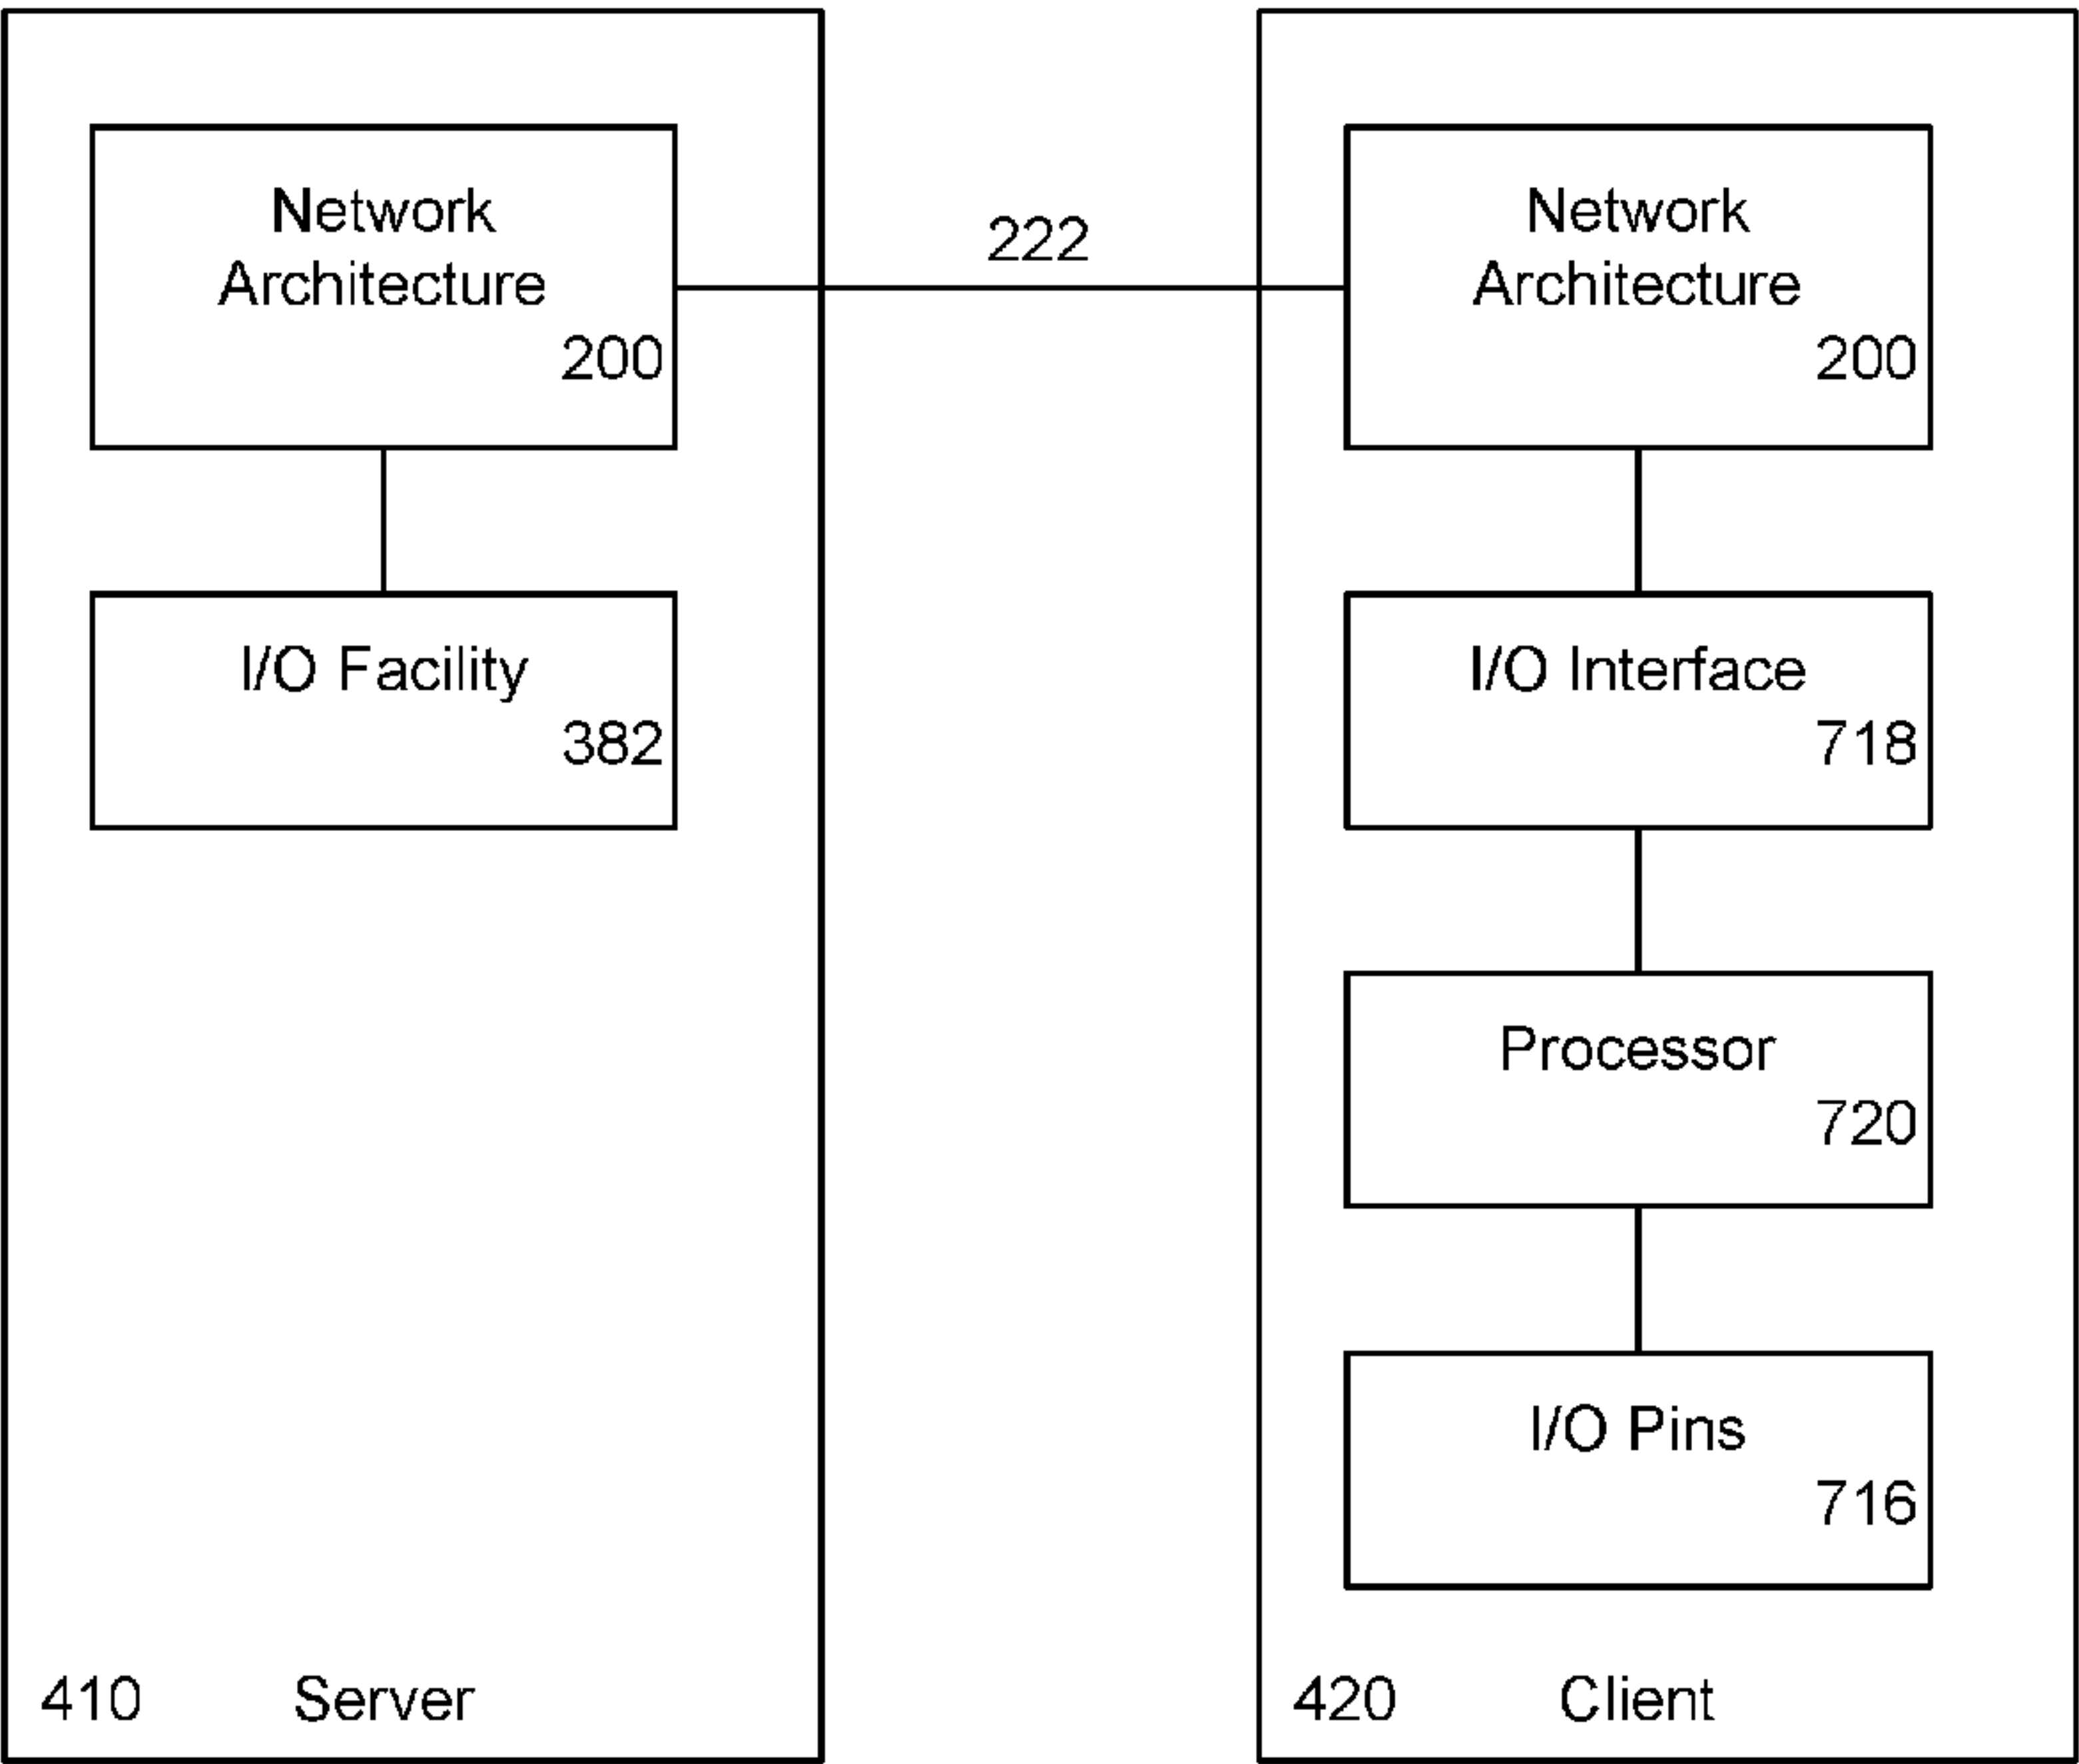 Network
Architecture
200
I/O Facility
382
410 Server
222
Network
Architecture
200
I/O Interface
718
Processor
720
I/O Pins
716
420 Client